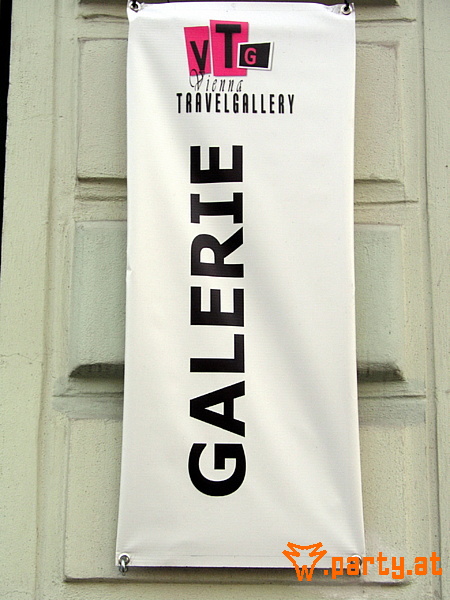 VTG
Vienna
TRAVELGALLERY
GALERIE
w.party.at